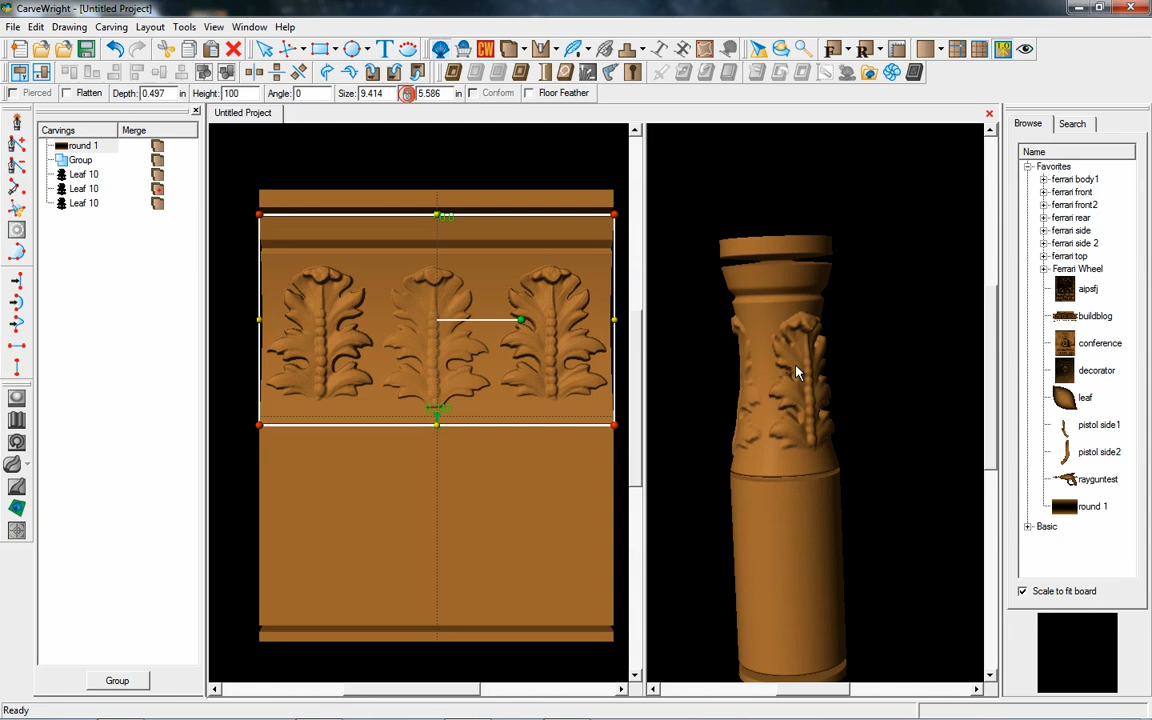 CarveWright - [Untitled Project]
File Edit Drawing Carving Layout Tools View Window Help
T CW F R
Pierced Flatten Depth: 0.497 in Height: 100 Angle: 0 Size: 9.414 5.586 in Conform Floor Feather
Untitled Project
Carvings Merge
round 1
Group
Leaf 10
Leaf 10
Leaf 10
Group
Browse Search
Name
Favorites
ferrari body1
ferrari front
ferrari front2
ferrari rear
ferrari side
ferrari side 2
ferrari top
Ferrari Wheel
aipsfj
buildblog
conference
decorator
leaf
pistol side1
pistol side2
rayguntest
round 1
Basic
Scale to fit board
Ready